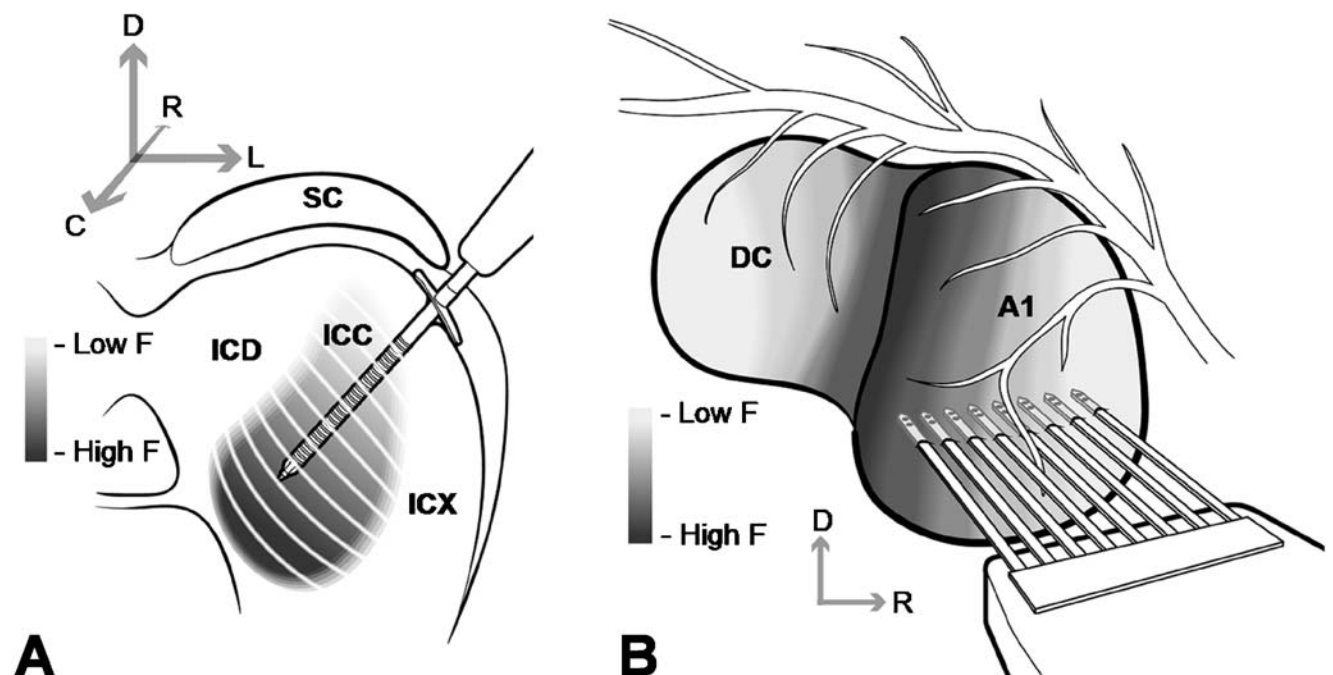 D
R
L
C
SC
ICD
ICC
ICX
- Low F
- High F
A
DC
A1
- Low F
- High F
D
R
B